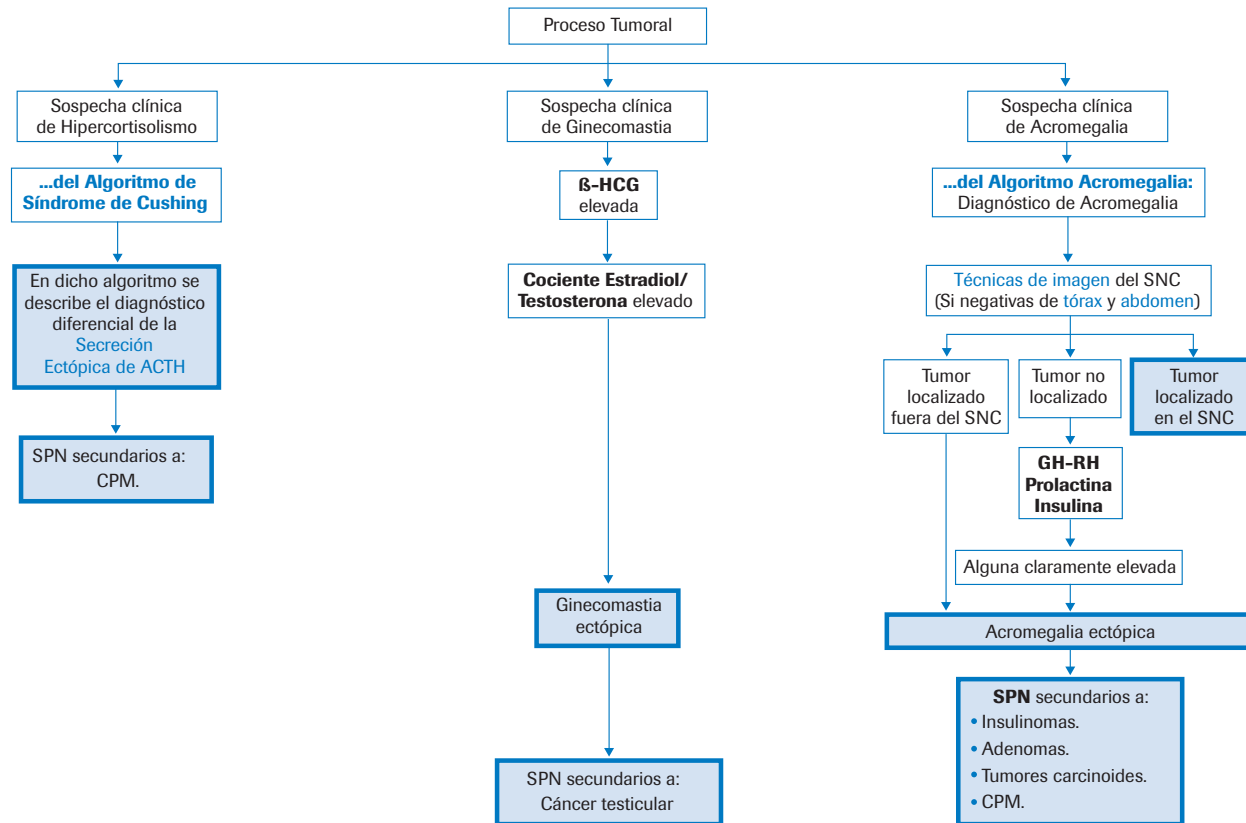 Proceso Tumoral
Sospecha clínica
de Hipercortisolismo
...del Algoritmo de
Síndrome de Cushing
En dicho algoritmo se
describe el diagnóstico
diferencial de la
Secreción
Ectópica de ACTH
SPN secundarios a:
CPM.
Sospecha clínica
de Ginecomastia
ß-HCG
elevada
Cociente Estradiol/
Testosterona elevado
Ginecomastia
ectópica
SPN secundarios a:
Cáncer testicular
Sospecha clínica
de Acromegalia
...del Algoritmo Acromegalia:
Diagnóstico de Acromegalia
Técnicas de imagen del SNC
(Si negativas de tórax y abdomen)
Tumor
localizado
fuera del SNC
Tumor no
localizado
Tumor
localizado
en el SNC
GH-RH
Prolactina
Insulina
Alguna claramente elevada
Acromegalia ectópica
SPN secundarios a:
• Insulinomas.
• Adenomas.
• Tumores carcinoides.
• CPM.